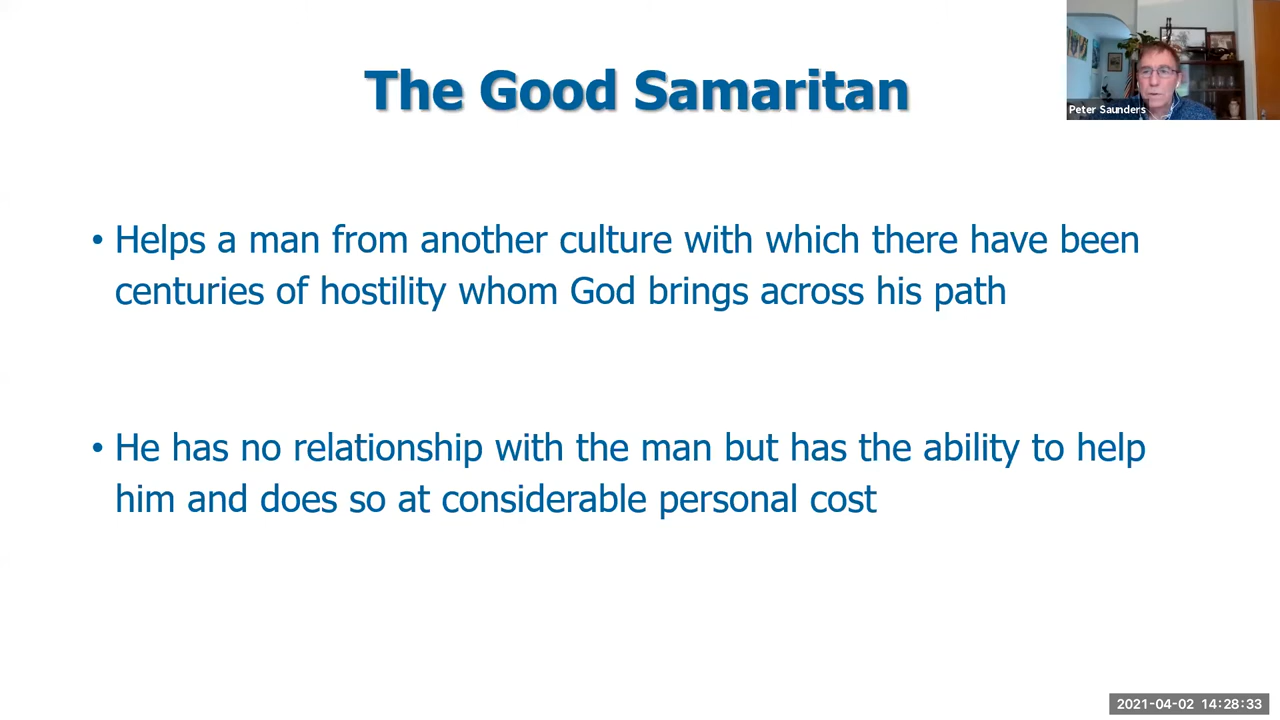 The Good Samaritan
Peter Saunders
• Helps a man from another culture with which there have been
centuries of hostility whom God brings across his path
• He has no relationship with the man but has the ability to help
him and does so at considerable personal cost
2021-04-02 14:28:33